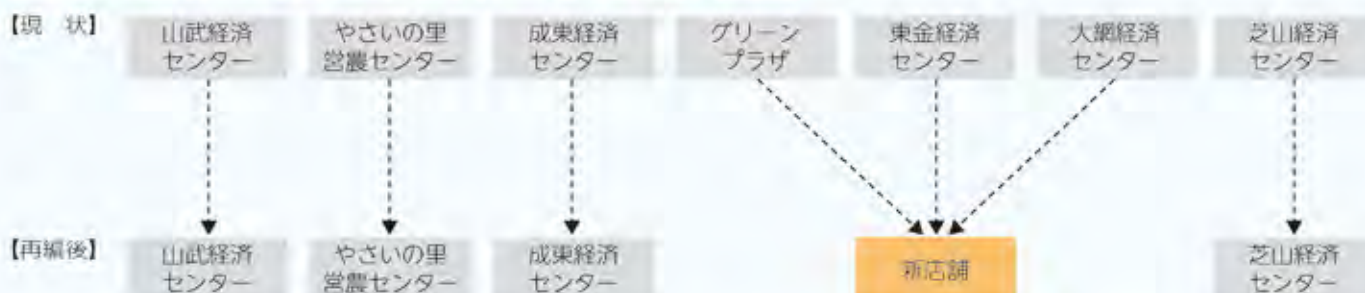 【現 状】
山武経済
センター
やさいの里
営農センター
成東経済
センター
グリーン
プラザ
東金経済
センター
大網経済
センター
芝山経済
センター
【再編後】
山武経済
センター
やさいの里
営農センター
成東経済
センター
新店舗
芝山経済
センター